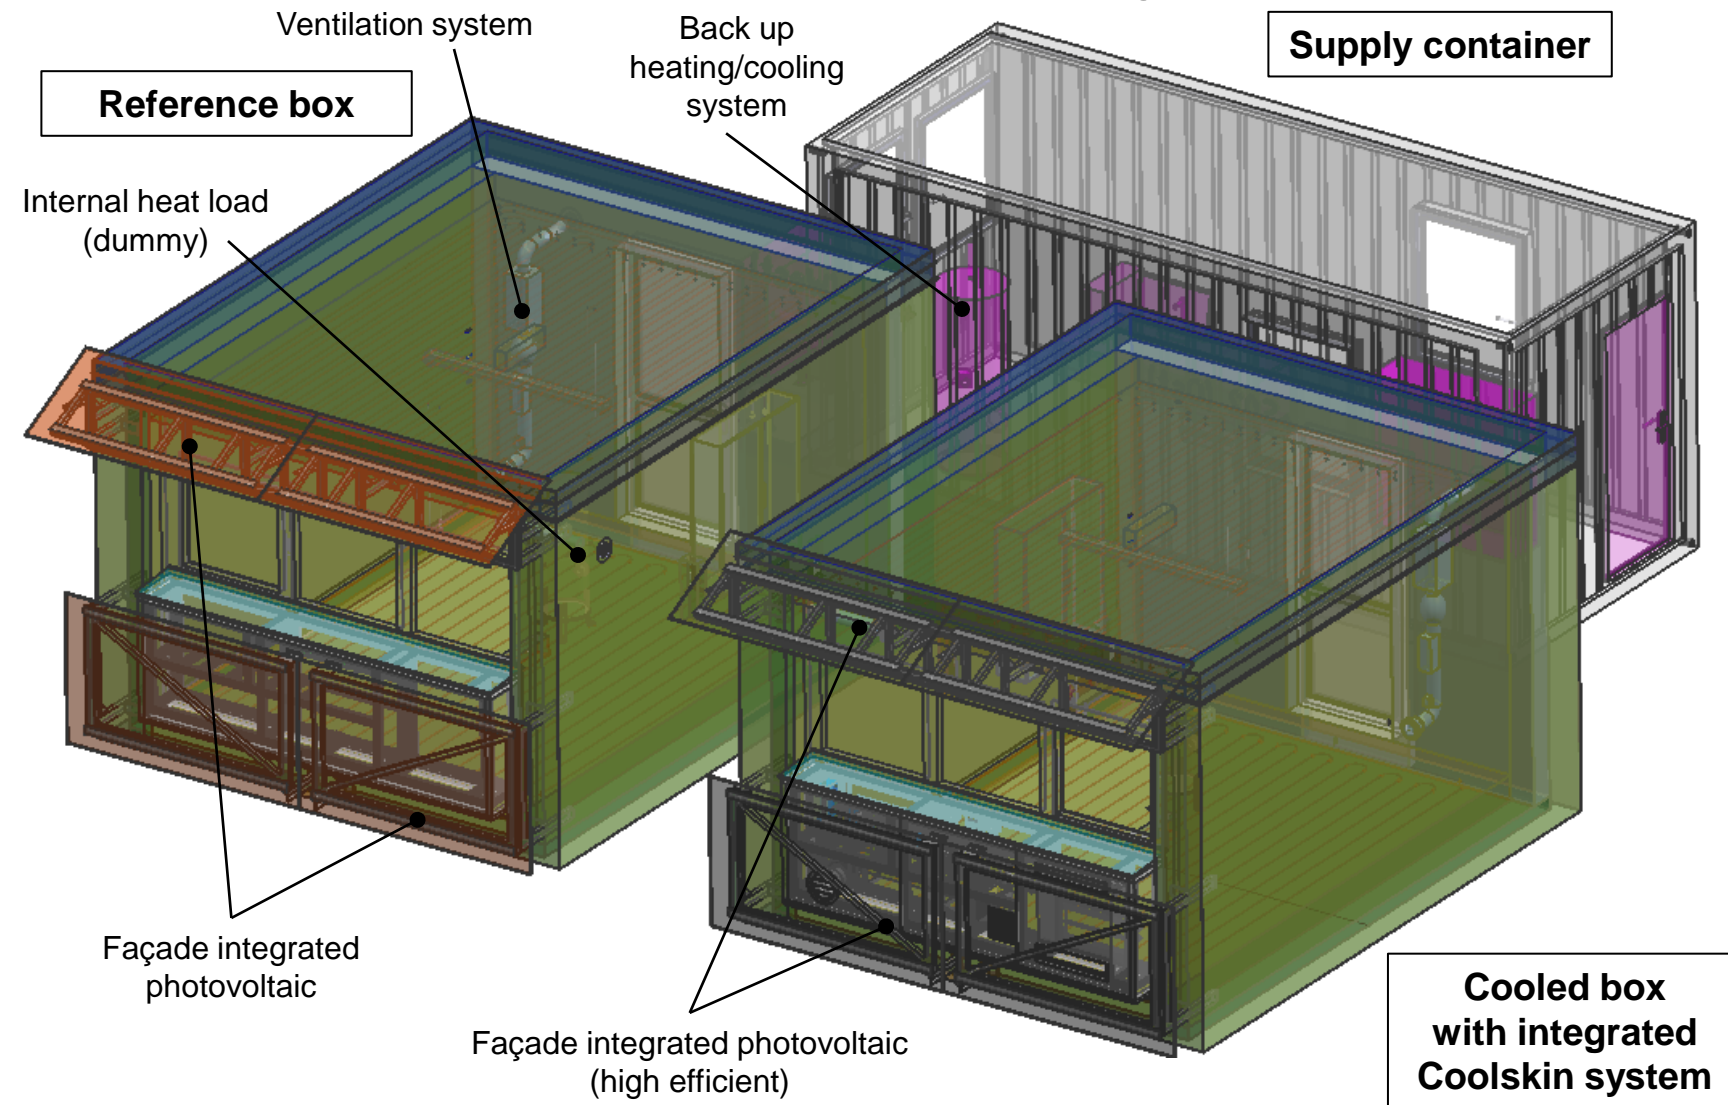 Ventilation system
Back up
heating/cooling
system
Supply container
Reference box
Internal heat load
(dummy)
Façade integrated
photovoltaic
Façade integrated photovoltaic
(high efficient)
Cooled box
with integrated
Coolskin system